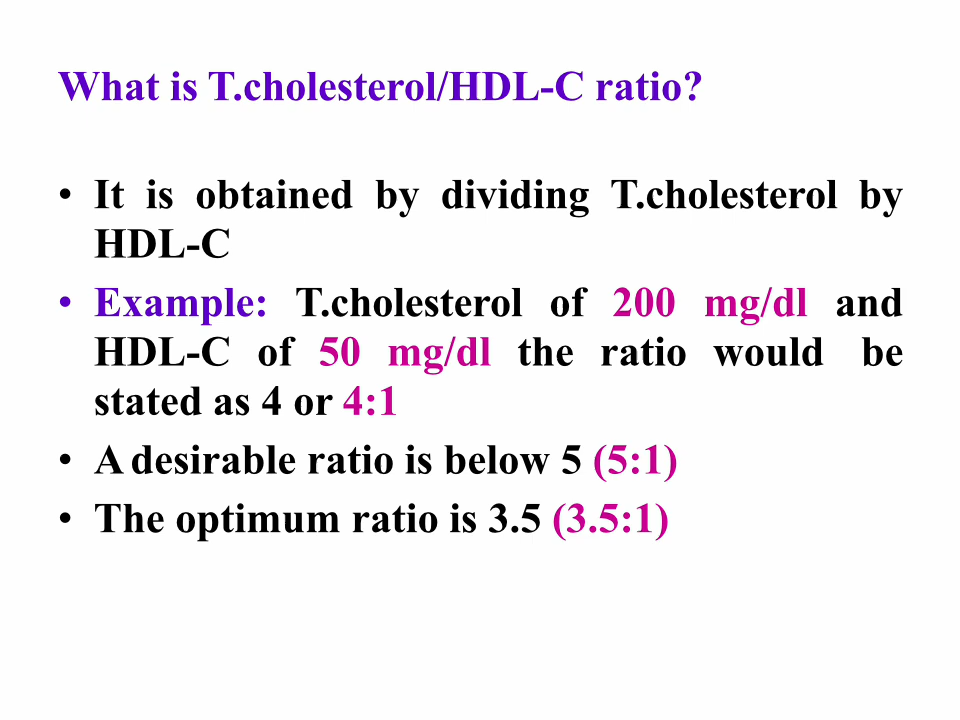 What is T.cholesterol/HDL-C ratio?
• It is obtained by dividing T.cholesterol by
HDL-C
• Example: T.cholesterol of 200 mg/dl and
HDL-C of 50 mg/dl the ratio would be
stated as 4 or 4:1
• A desirable ratio is below 5 (5:1)
• The optimum ratio is 3.5 (3.5:1)